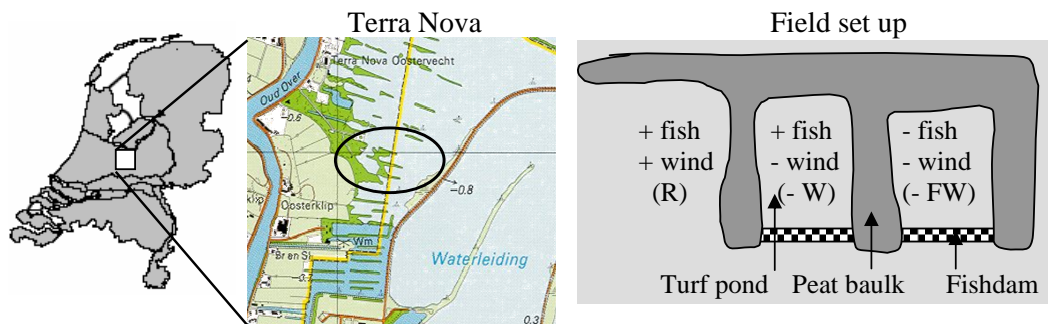 Terra Nova
Field set up
Terra Nova Oostervecht
Oud Over
-0.6
-0.8
Oosterklip
Wm
Waterleiding
0.3
+ fish
+ wind
(R)
+ fish
- wind
(- W)
- fish
- wind
(- FW)
Turf pond
Peat baulk
Fishdam